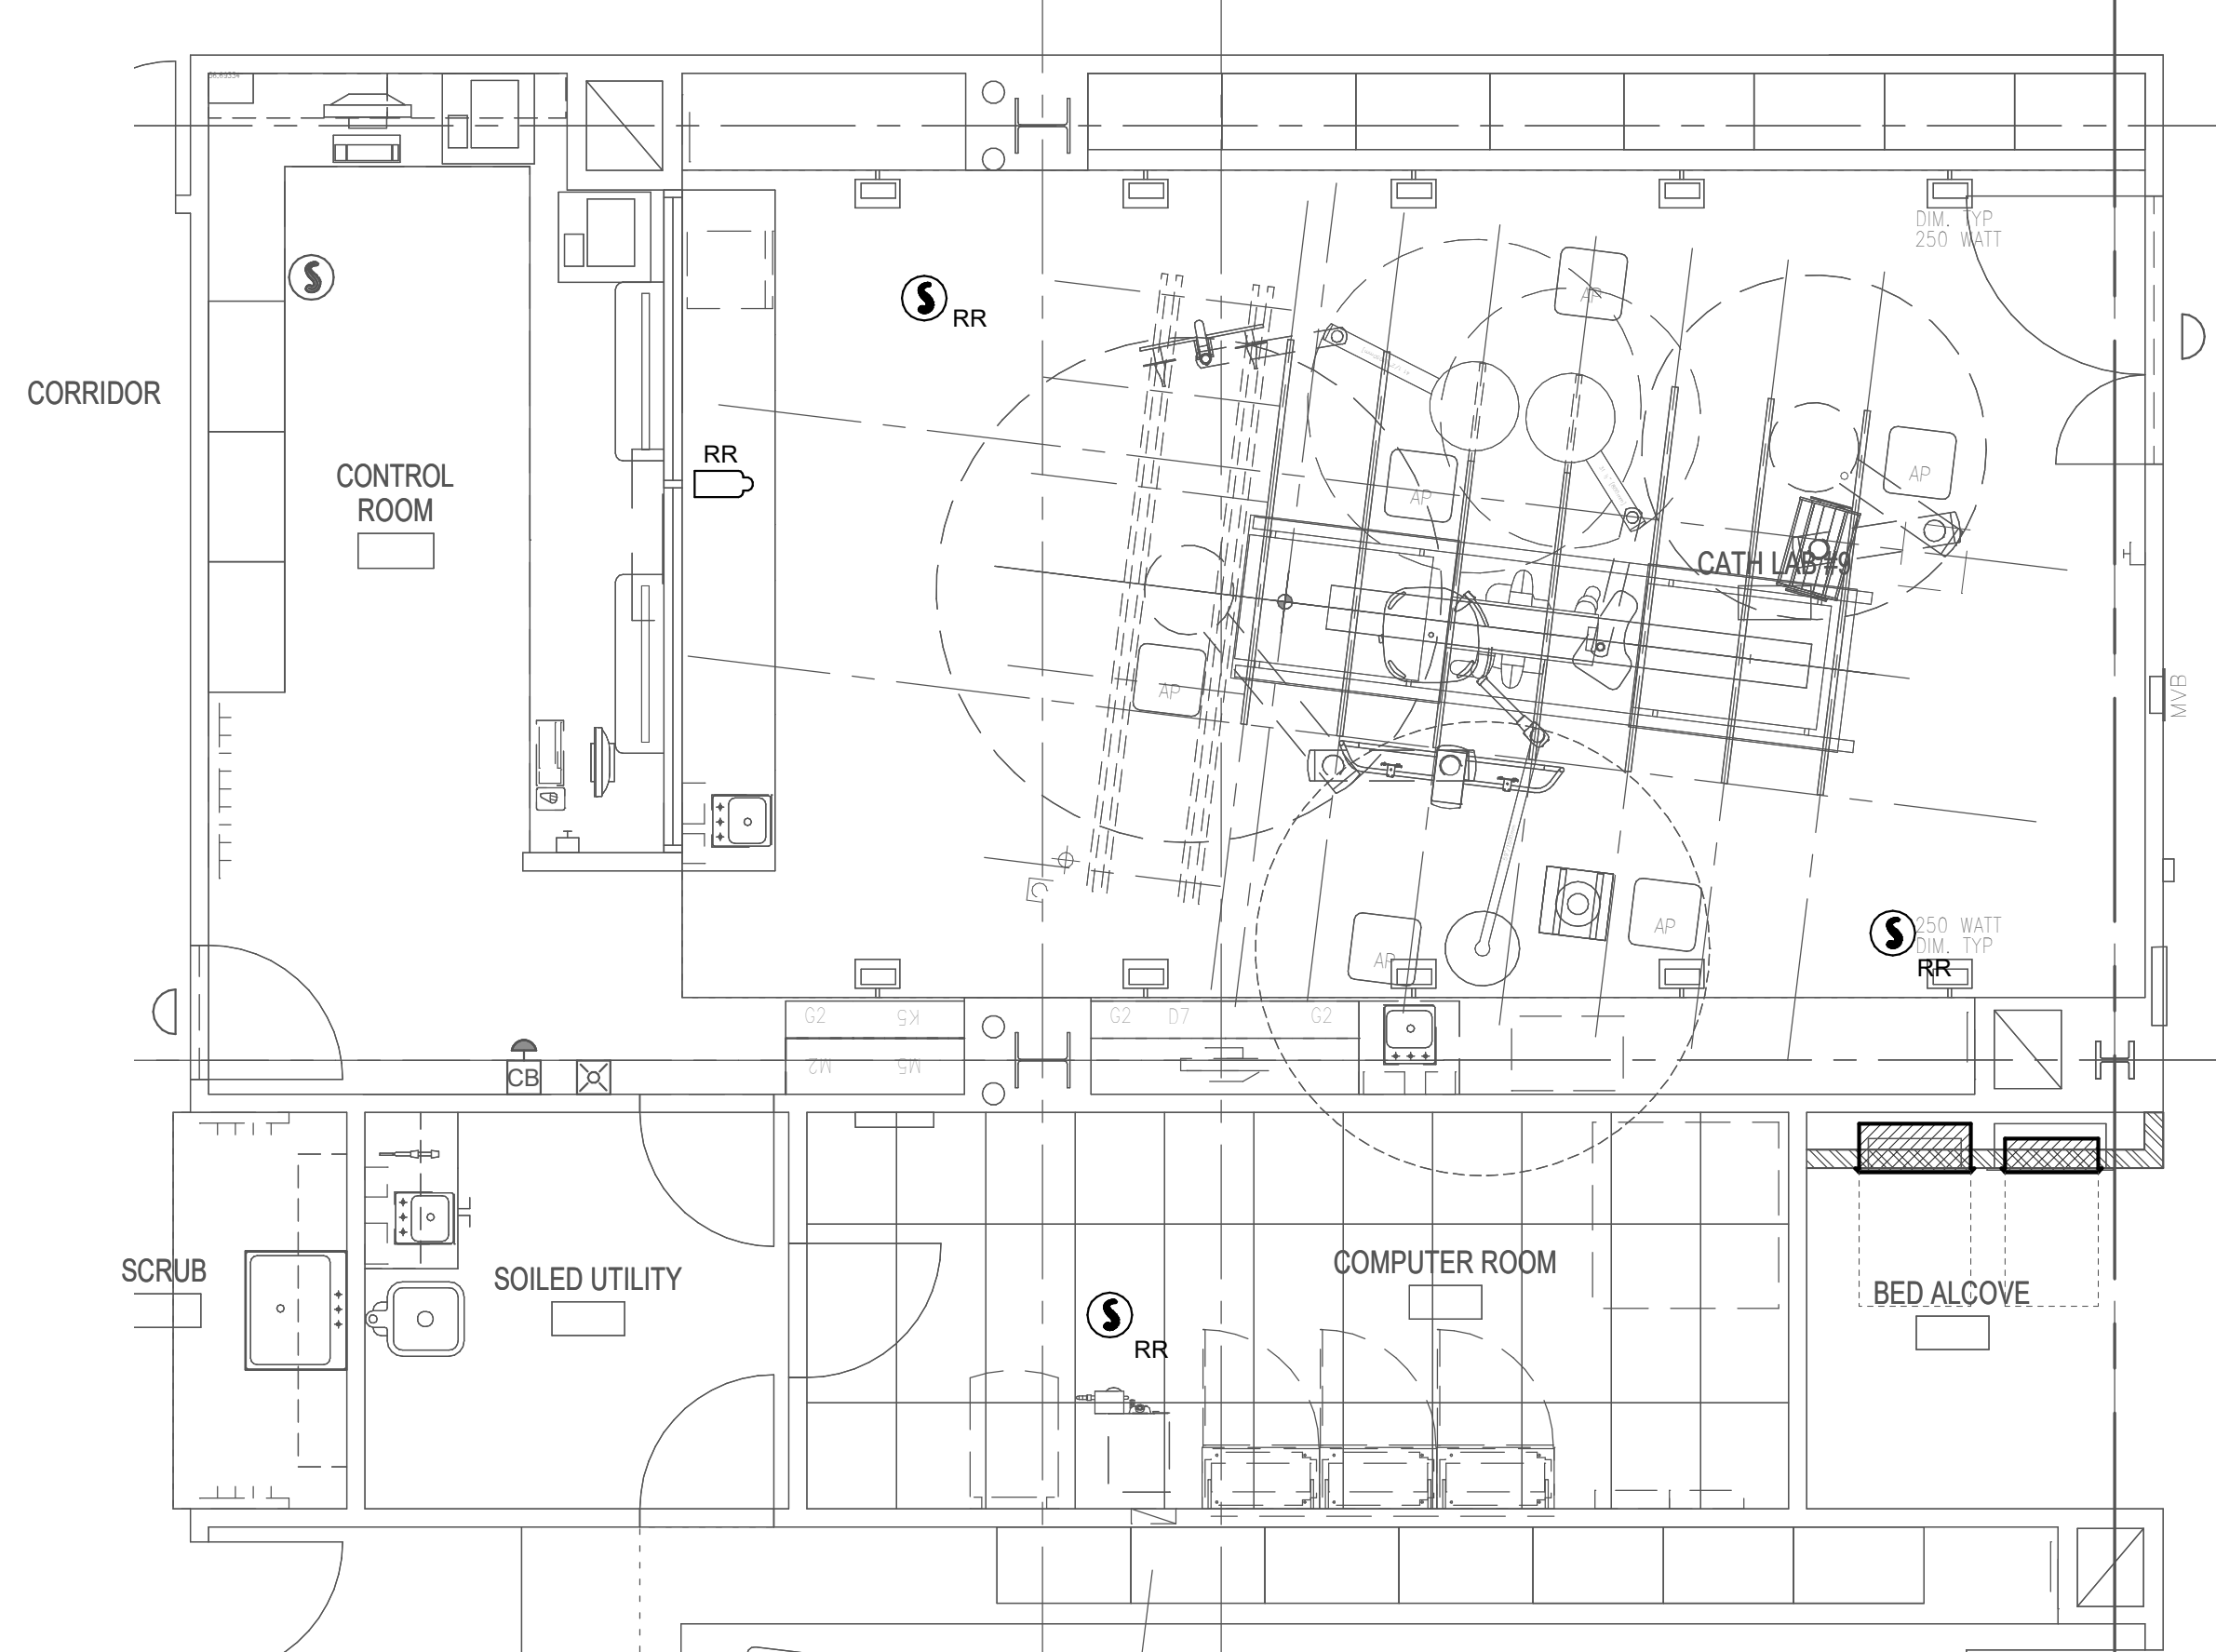 DIM. TYP
250 WATT
S
S
RR
AP
CORRIDOR
RR
CONTROL
ROOM
AP
AP
CATH LAB #9
AP
MVB
AP
AP
S
250 WATT
DIM. TYP
RR
G2
K5
G2
D7
G2
M2
M5
CB
COMPUTER ROOM
SCRUB
SOILED UTILITY
BED ALCOVE
S
RR